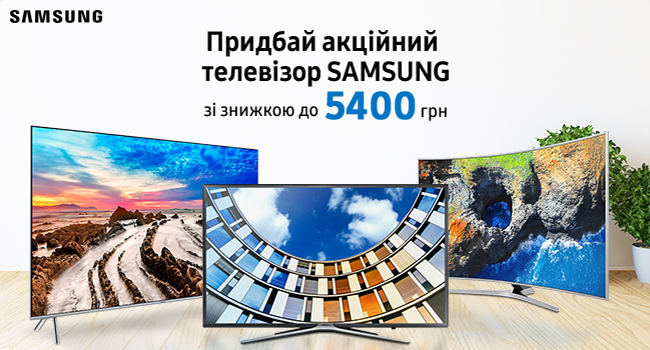 SAMSUNG
Придбай акційний
телевізор SAMSUNG
зі знижкою до 5400 грн